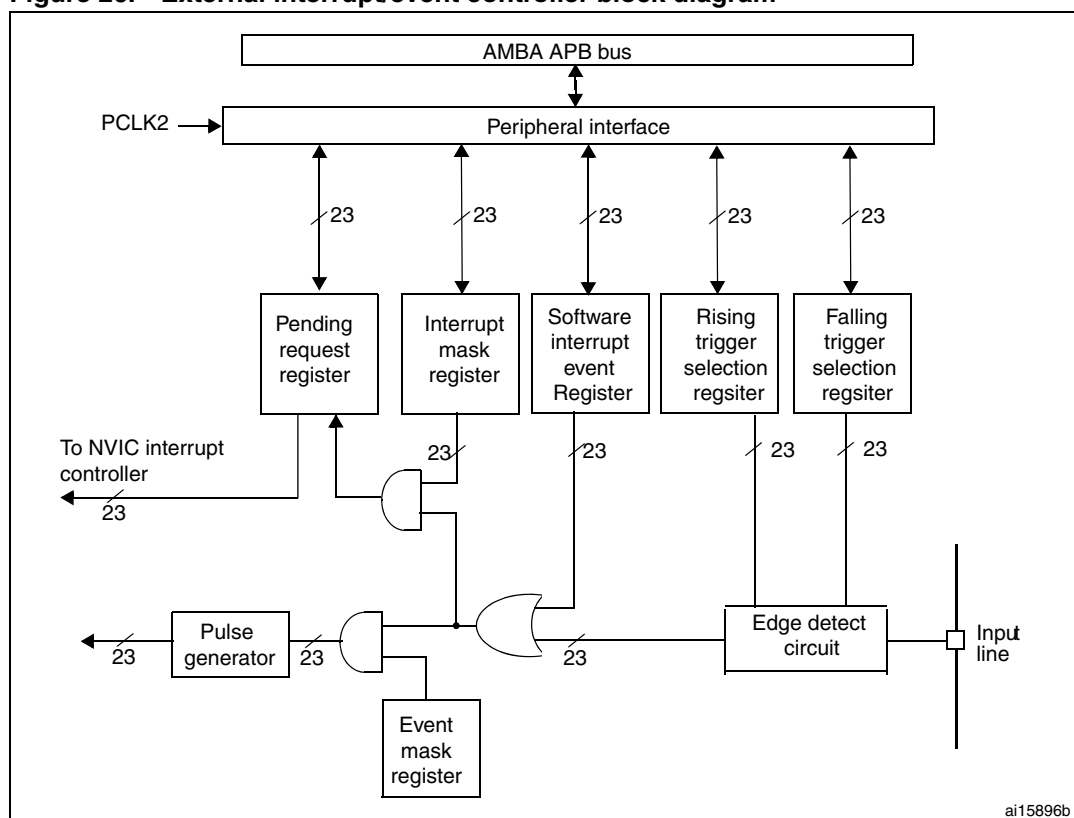 AMBA APB bus
PCLK2
Peripheral interface
23
23
23
23
23
Pending
request
register
Interrupt
mask
register
Software
interrupt
event
Register
Rising
trigger
selection
regsiter
Falling
trigger
selection
regsiter
To NVIC interrupt
controller
23
23
23
23
23
Pulse
generator
23
23
23
Edge detect
circuit
Input
line
Event
mask
register
ai15896b